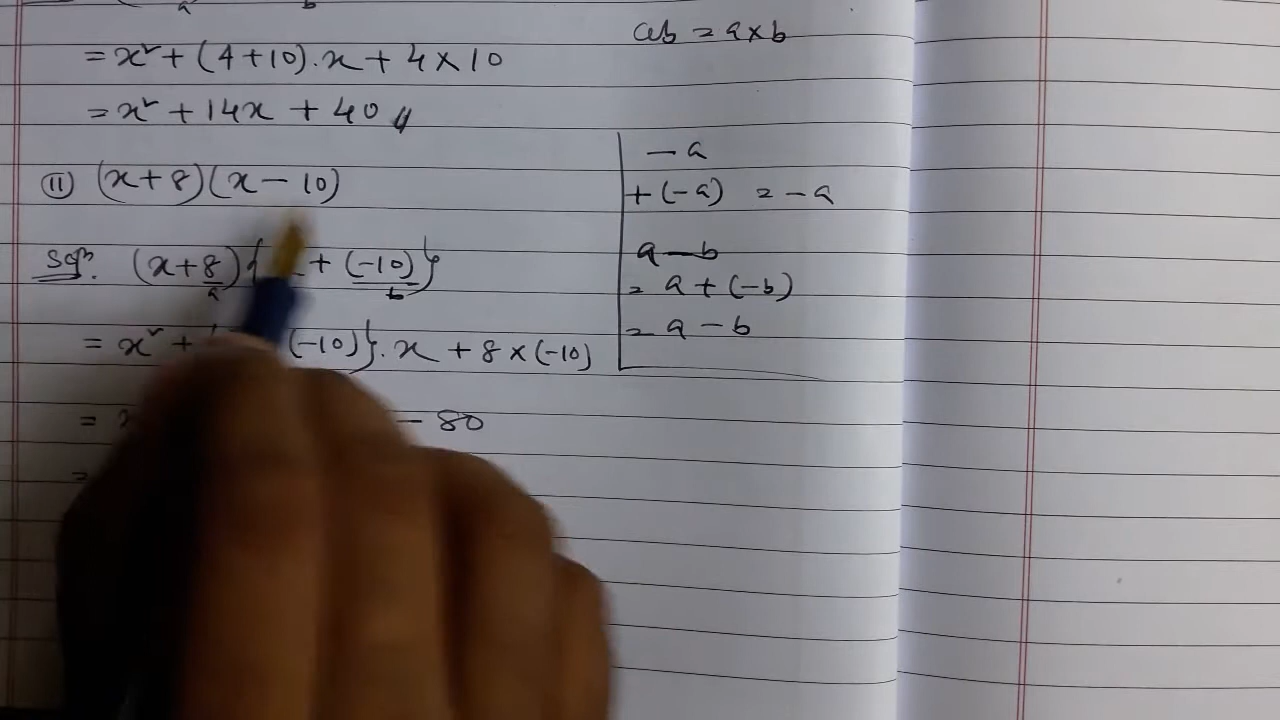 a b
= x² + (4+10).x + 4 × 10
= x² + 14x + 40
(ii) (x+8)(x - 10)
Solⁿ. (x+8){ + (-10)}
a b
= x² + (-10)}.x + 8 × (-10)
= - 80
=
ab = a×b
- a
+ (-a) = - a
a - b
= a + (-b)
= a - b